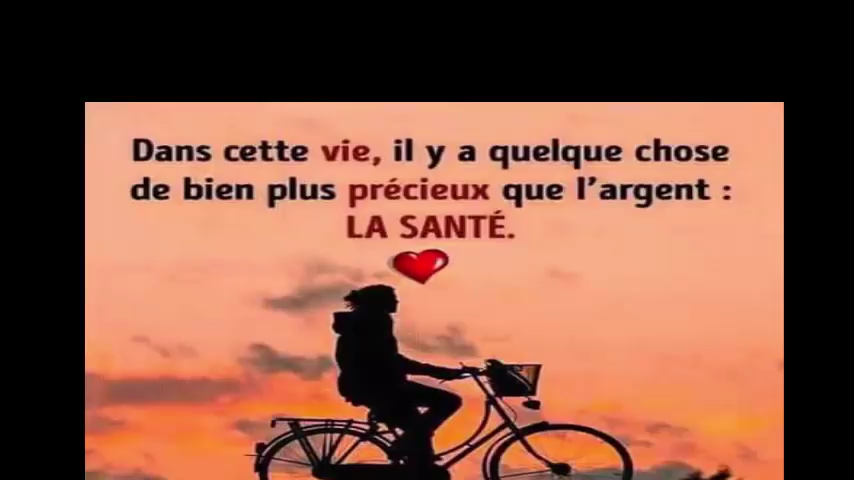 Dans cette vie, il y a quelque chose
de bien plus précieux que l'argent :
LA SANTÉ.